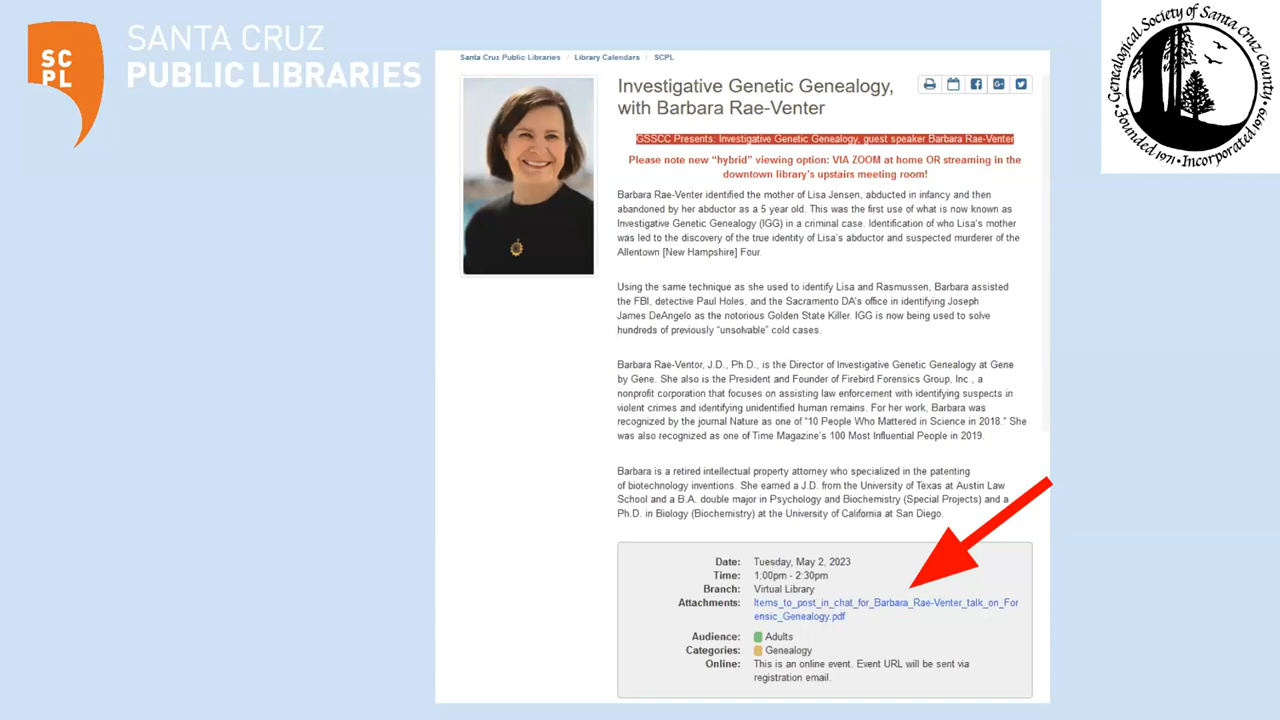 SC
PL
SANTA CRUZ
PUBLIC LIBRARIES
Genealogical Society of Santa Cruz County
Founded 1971 • Incorporated 1979
Santa Cruz Public Libraries / Library Calendars / SCPL
Investigative Genetic Genealogy,
with Barbara Rae-Venter
GSSCC Presents: Investigative Genetic Genealogy, guest speaker Barbara Rae-Venter
Please note new “hybrid” viewing option: VIA ZOOM at home OR streaming in the
downtown library's upstairs meeting room!
Barbara Rae-Venter identified the mother of Lisa Jensen, abducted in infancy and then
abandoned by her abductor as a 5 year old. This was the first use of what is now known as
Investigative Genetic Genealogy (IGG) in a criminal case. Identification of who Lisa's mother
was led to the discovery of the true identity of Lisa's abductor and suspected murderer of the
Allentown [New Hampshire] Four.
Using the same technique as she used to identify Lisa and Rasmussen, Barbara assisted
the FBI, detective Paul Holes, and the Sacramento DA's office in identifying Joseph
James DeAngelo as the notorious Golden State Killer. IGG is now being used to solve
hundreds of previously “unsolvable” cold cases.
Barbara Rae-Ventor, J.D., Ph.D., is the Director of Investigative Genetic Genealogy at Gene
by Gene. She also is the President and Founder of Firebird Forensics Group, Inc., a
nonprofit corporation that focuses on assisting law enforcement with identifying suspects in
violent crimes and identifying unidentified human remains. For her work, Barbara was
recognized by the journal Nature as one of “10 People Who Mattered in Science in 2018.” She
was also recognized as one of Time Magazine's 100 Most Influential People in 2019.
Barbara is a retired intellectual property attorney who specialized in the patenting
of biotechnology inventions. She earned a J.D. from the University of Texas at Austin Law
School and a B.A. double major in Psychology and Biochemistry (Special Projects) and a
Ph.D. in Biology (Biochemistry) at the University of California at San Diego.
Date: Tuesday, May 2, 2023
Time: 1:00pm - 2:30pm
Branch: Virtual Library
Attachments: Items_to_post_in_chat_for_Barbara_Rae-Venter_talk_on_For
ensic_Genealogy.pdf
Audience: Adults
Categories: Genealogy
Online: This is an online event. Event URL will be sent via
registration email.